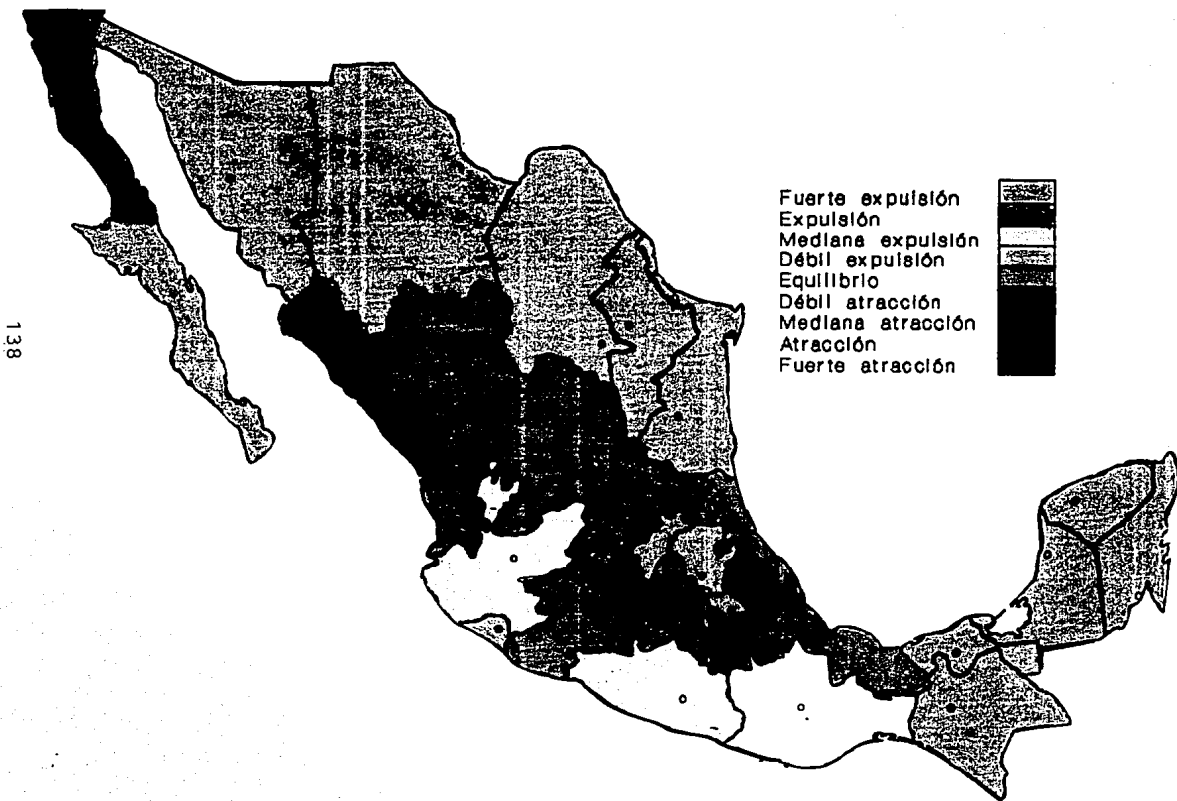 Fuerte expulsión
Expulsión
Mediana expulsión
Débil expulsión
Equilibrio
Débil atracción
Mediana atracción
Atracción
Fuerte atracción
138